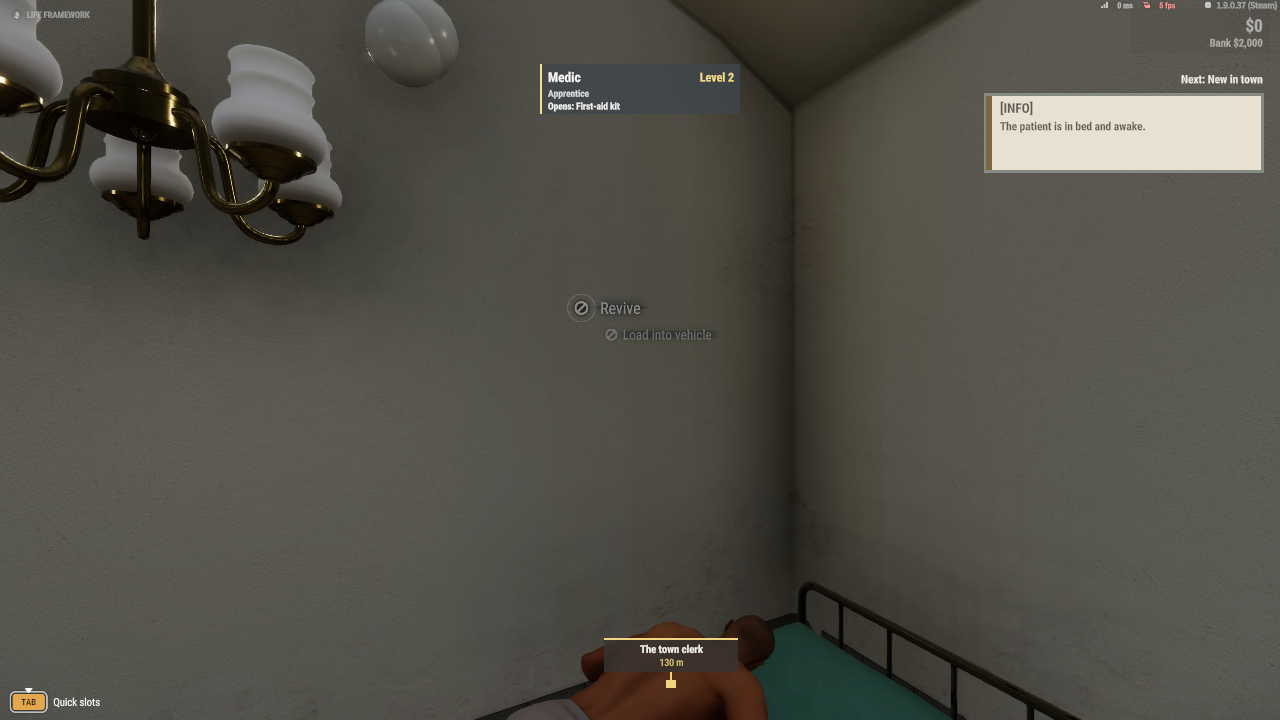 LIFE FRAMEWORK
0 ms 5 fps 1.9.0.37 (Steam)
$0
Bank $2,000
Medic Level 2
Apprentice
Opens: First-aid kit
Next: New in town
[INFO]
The patient is in bed and awake.
Revive
Load into vehicle
The town clerk
130 m
TAB Quick slots